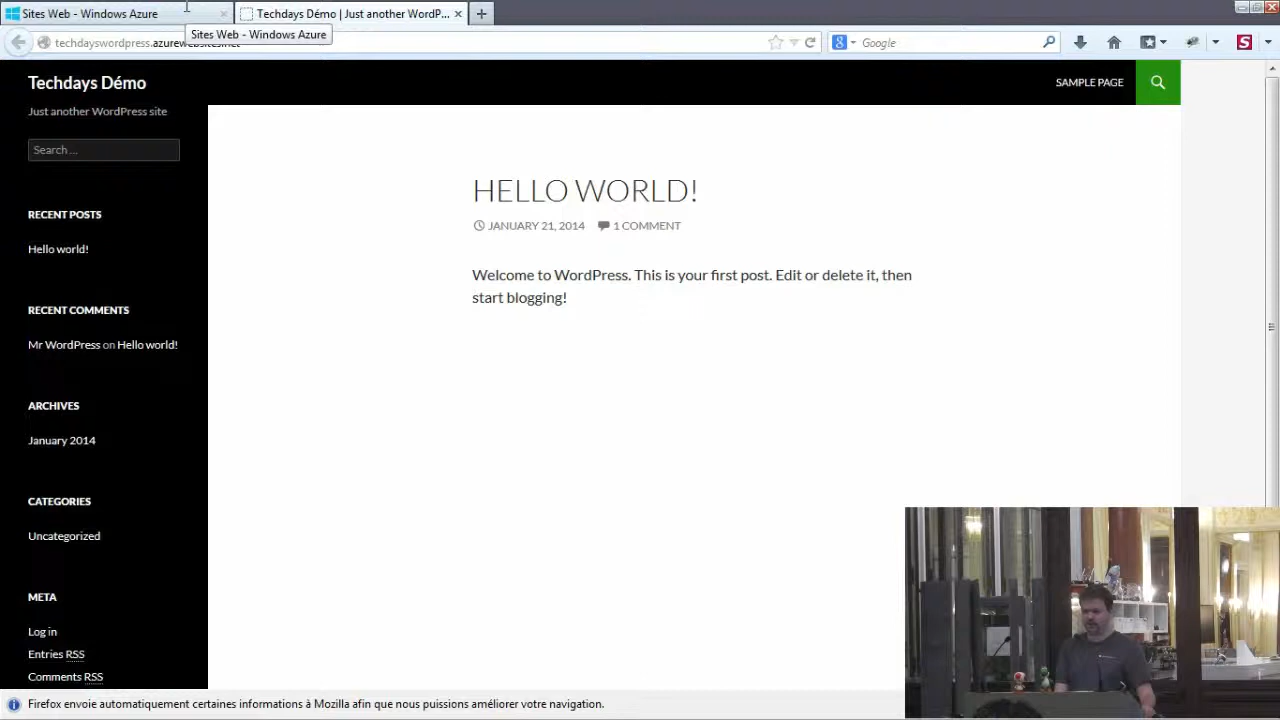 Sites Web - Windows Azure
Techdays Démo | Just another WordP...
Sites Web - Windows Azure
techdayswordpress.azurewebsites.net
Google
Techdays Démo
SAMPLE PAGE
Just another WordPress site
Search ...
HELLO WORLD!
RECENT POSTS
JANUARY 21, 2014
1 COMMENT
Hello world!
Welcome to WordPress. This is your first post. Edit or delete it, then
start blogging!
RECENT COMMENTS
Mr WordPress on Hello world!
ARCHIVES
January 2014
CATEGORIES
Uncategorized
META
Log in
Entries RSS
Comments RSS
Firefox envoie automatiquement certaines informations à Mozilla afin que nous puissions améliorer votre navigation.